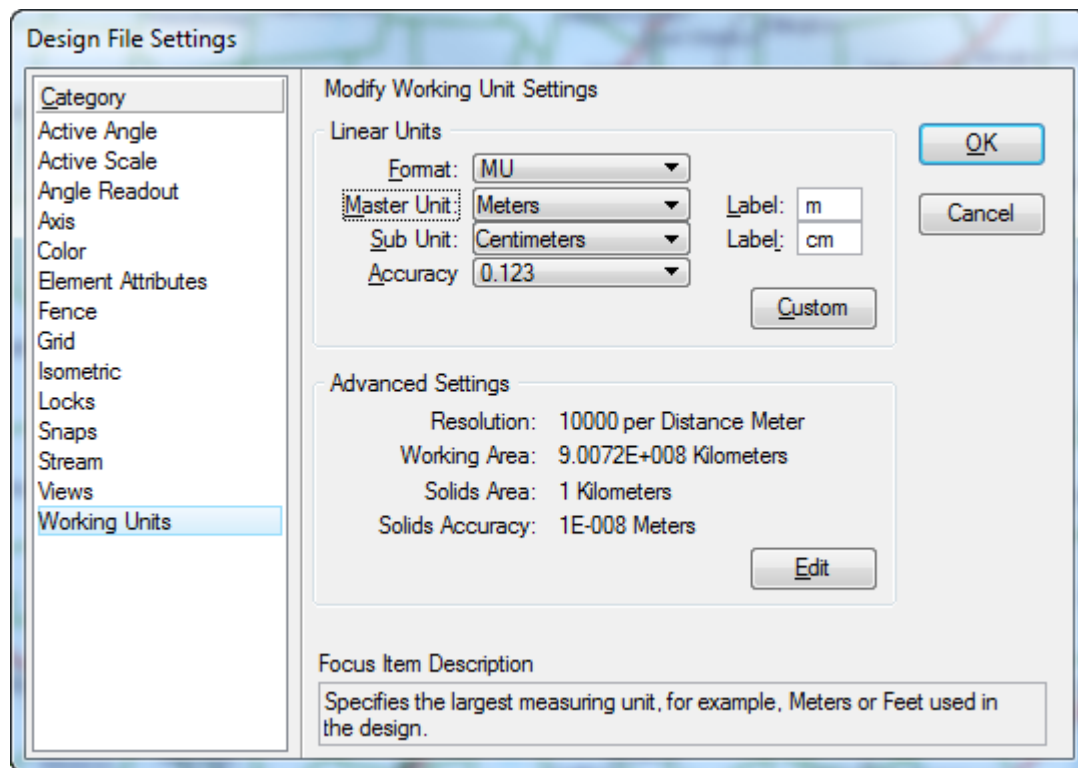 Design File Settings
Category
Active Angle
Active Scale
Angle Readout
Axis
Color
Element Attributes
Fence
Grid
Isometric
Locks
Snaps
Stream
Views
Working Units
Modify Working Unit Settings
Linear Units
Format: MU
Master Unit: Meters Label: m
Sub Unit: Centimeters Label: cm
Accuracy 0.123
Custom
Advanced Settings
Resolution: 10000 per Distance Meter
Working Area: 9.0072E+008 Kilometers
Solids Area: 1 Kilometers
Solids Accuracy: 1E-008 Meters
Edit
Focus Item Description
Specifies the largest measuring unit, for example, Meters or Feet used in
the design.
OK
Cancel